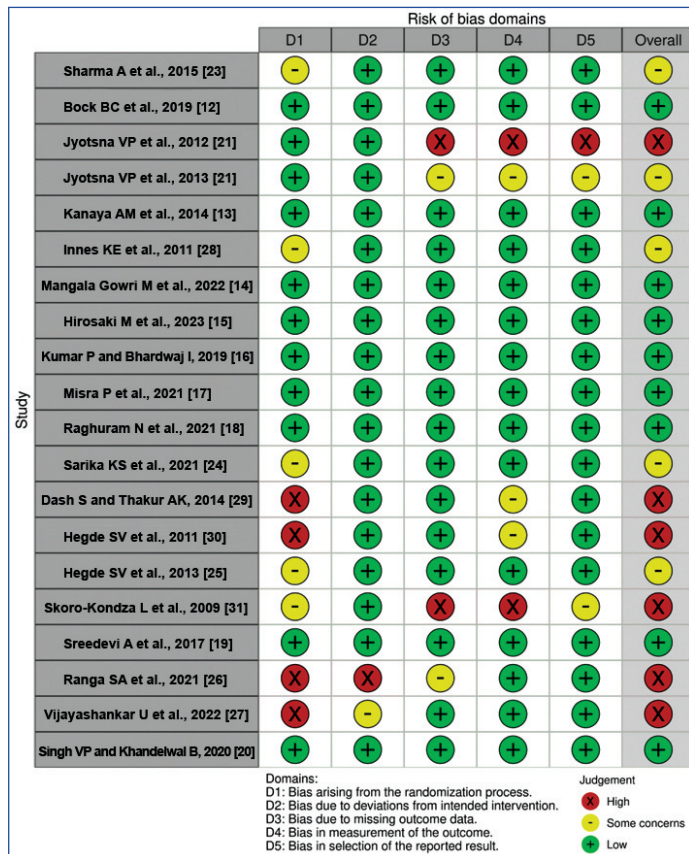 Risk of bias domains
D1 D2 D3 D4 D5 Overall
Study
Sharma A et al., 2015 [23] - + + + + -
Bock BC et al., 2019 [12] + + + + + +
Jyotsna VP et al., 2012 [21] + + X X X X
Jyotsna VP et al., 2013 [21] + + - - - -
Kanaya AM et al., 2014 [13] + + + + + +
Innes KE et al., 2011 [28] - + + + + -
Mangala Gowri M et al., 2022 [14] + + + + + +
Hirosaki M et al., 2023 [15] + + + + + +
Kumar P and Bhardwaj I, 2019 [16] + + + + + +
Misra P et al., 2021 [17] + + + + + +
Raghuram N et al., 2021 [18] + + + + + +
Sarika KS et al., 2021 [24] - + + + + -
Dash S and Thakur AK, 2014 [29] X + + - + X
Hegde SV et al., 2011 [30] X + + - + X
Hegde SV et al., 2013 [25] - + + + + -
Skoro-Kondza L et al., 2009 [31] - + X X - X
Sreedevi A et al., 2017 [19] + + + + + +
Ranga SA et al., 2021 [26] X X - + + X
Vijayashankar U et al., 2022 [27] X - + + + X
Singh VP and Khandelwal B, 2020 [20] + + + + + +
Domains:
D1: Bias arising from the randomization process.
D2: Bias due to deviations from intended intervention.
D3: Bias due to missing outcome data.
D4: Bias in measurement of the outcome.
D5: Bias in selection of the reported result.
Judgement
X High
- Some concerns
+ Low